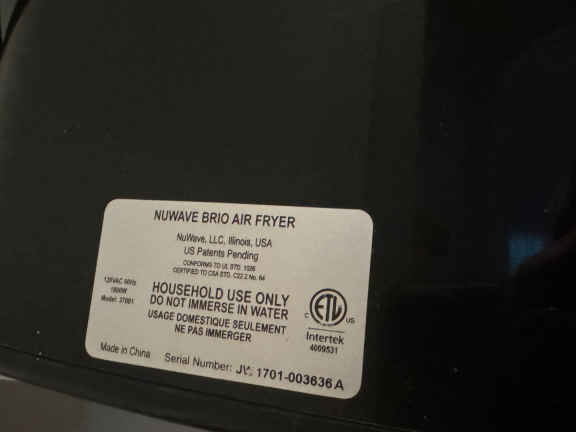 NUWAVE BRIO AIR FRYER
NuWave, LLC, Illinois, USA
US Patents Pending
CONFORMS TO UL STD. 1026
CERTIFIED TO CSA STD. C22.2 No. 64
120VAC 60Hz
1800W
Model: 37001
HOUSEHOLD USE ONLY
DO NOT IMMERSE IN WATER
USAGE DOMESTIQUE SEULEMENT
NE PAS IMMERGER
C ETL US
Intertek
4009531
Made in China
Serial Number: 1701-003636A